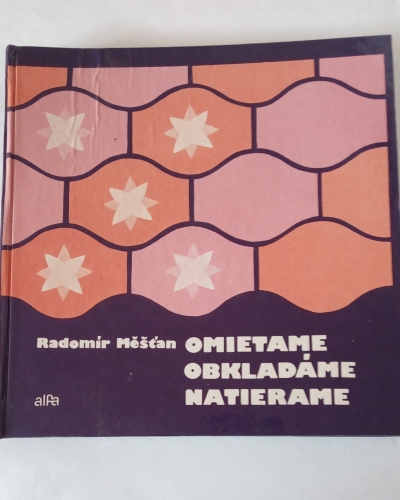 Radomír Měšťan OMIETAME
OBKLADÁME
NATIERAME
alfa